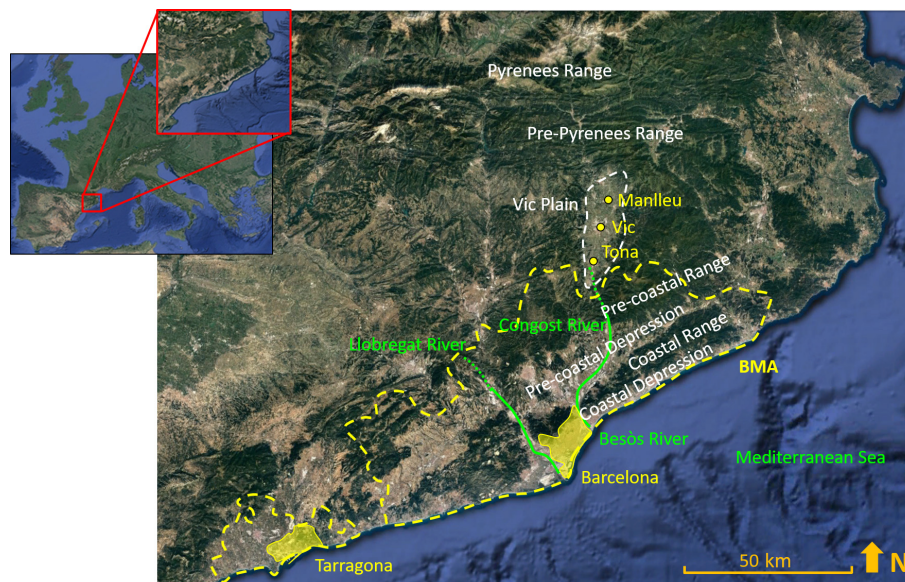 Pyrenees Range
Pre-Pyrenees Range
Vic Plain
Manlleu
Vic
Tona
Pre-coastal Range
Congost River
Pre-coastal Depression
Llobregat River
Coastal Range
Coastal Depression
BMA
Besòs River
Mediterranean Sea
Barcelona
Tarragona
50 km
N